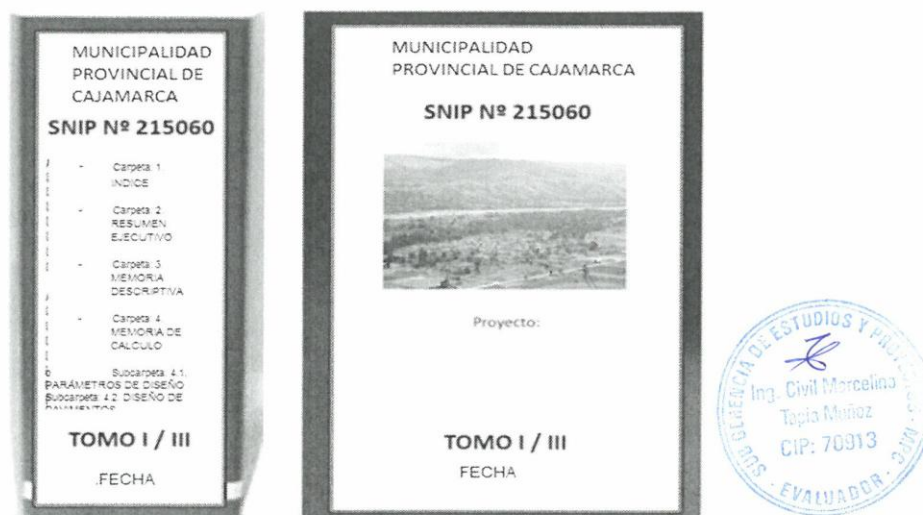 MUNICIPALIDAD
PROVINCIAL DE
CAJAMARCA
SNIP Nº 215060
- Carpeta: 1
INDICE
- Carpeta: 2
RESUMEN
EJECUTIVO
- Carpeta: 3
MEMORIA
DESCRIPTIVA
- Carpeta: 4
MEMORIA DE
CALCULO
Subcarpeta: 4.1.
PARÁMETROS DE DISEÑO
Subcarpeta: 4.2. DISEÑO DE
PAVIMENTOS
TOMO I / III
.FECHA
MUNICIPALIDAD
PROVINCIAL DE CAJAMARCA
SNIP Nº 215060
Proyecto:
TOMO I / III
FECHA
SUB GERENCIA DE ESTUDIOS Y PROYECTOS - MPC
Ing. Civil Marcelino
Tapia Muñoz
CIP: 70913
EVALUADOR